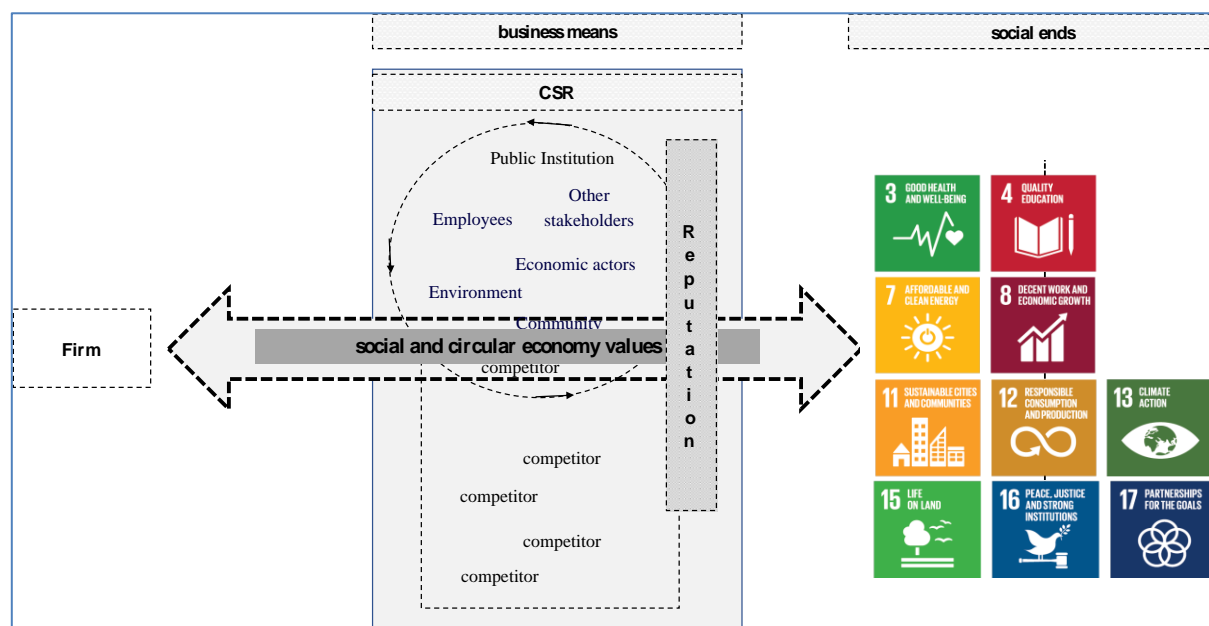 business means
social ends
CSR
Public Institution
Other
stakeholders
Employees
Economic actors
Environment
Community
Reputation
Firm
social and circular economy values
competitor
competitor
competitor
competitor
competitor
3 GOOD HEALTH
AND WELL-BEING
4 QUALITY
EDUCATION
7 AFFORDABLE AND
CLEAN ENERGY
8 DECENT WORK AND
ECONOMIC GROWTH
11 SUSTAINABLE CITIES
AND COMMUNITIES
12 RESPONSIBLE
CONSUMPTION
AND PRODUCTION
13 CLIMATE
ACTION
15 LIFE
ON LAND
16 PEACE, JUSTICE
AND STRONG
INSTITUTIONS
17 PARTNERSHIPS
FOR THE GOALS